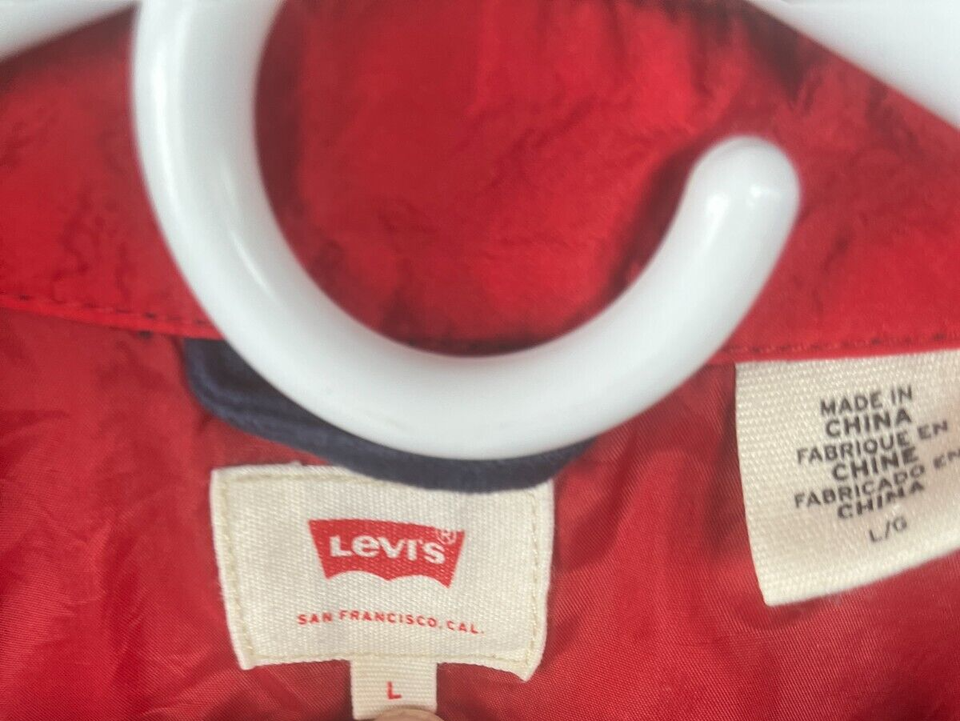 LEVI'S®
SAN FRANCISCO, CAL.
L
MADE IN
CHINA
FABRIQUE EN
CHINE
FABRICADO EN
CHINA
L/G